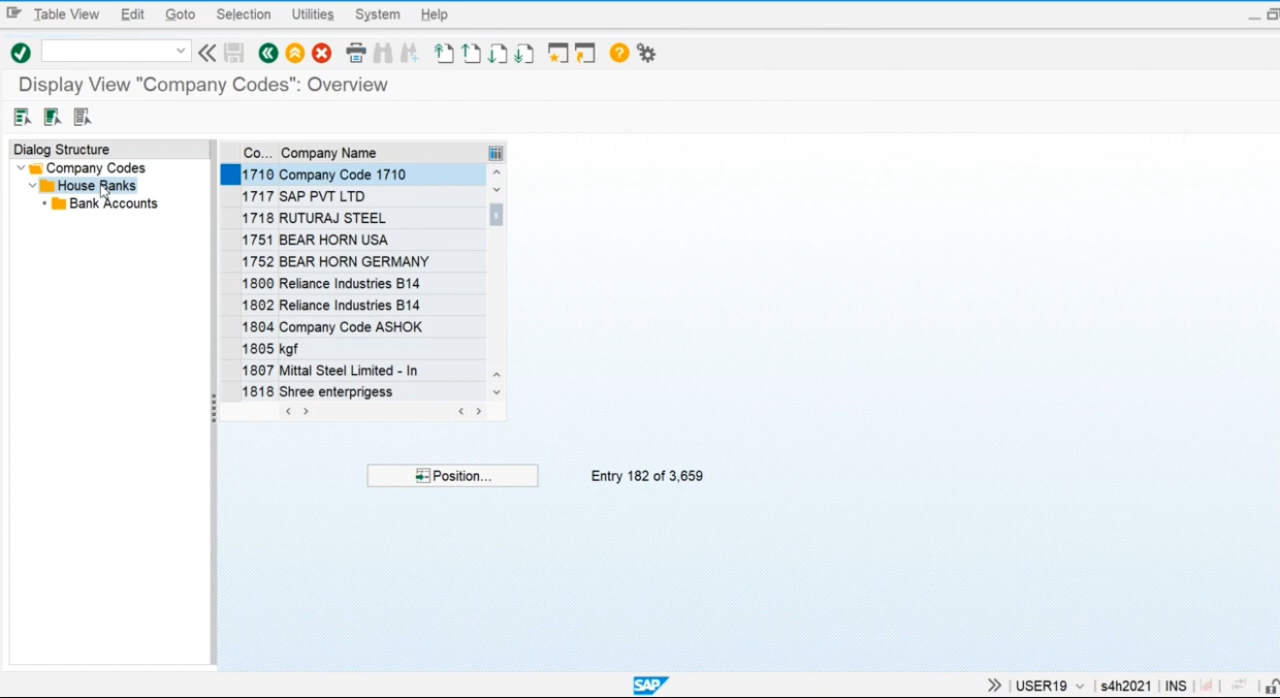 Table View Edit Goto Selection Utilities System Help
Display View "Company Codes": Overview
Dialog Structure
Company Codes
House Banks
Bank Accounts
Co... Company Name
1710 Company Code 1710
1717 SAP PVT LTD
1718 RUTURAJ STEEL
1751 BEAR HORN USA
1752 BEAR HORN GERMANY
1800 Reliance Industries B14
1802 Reliance Industries B14
1804 Company Code ASHOK
1805 kgf
1807 Mittal Steel Limited - In
1818 Shree enterprigess
Position... Entry 182 of 3,659
SAP USER19 s4h2021 INS